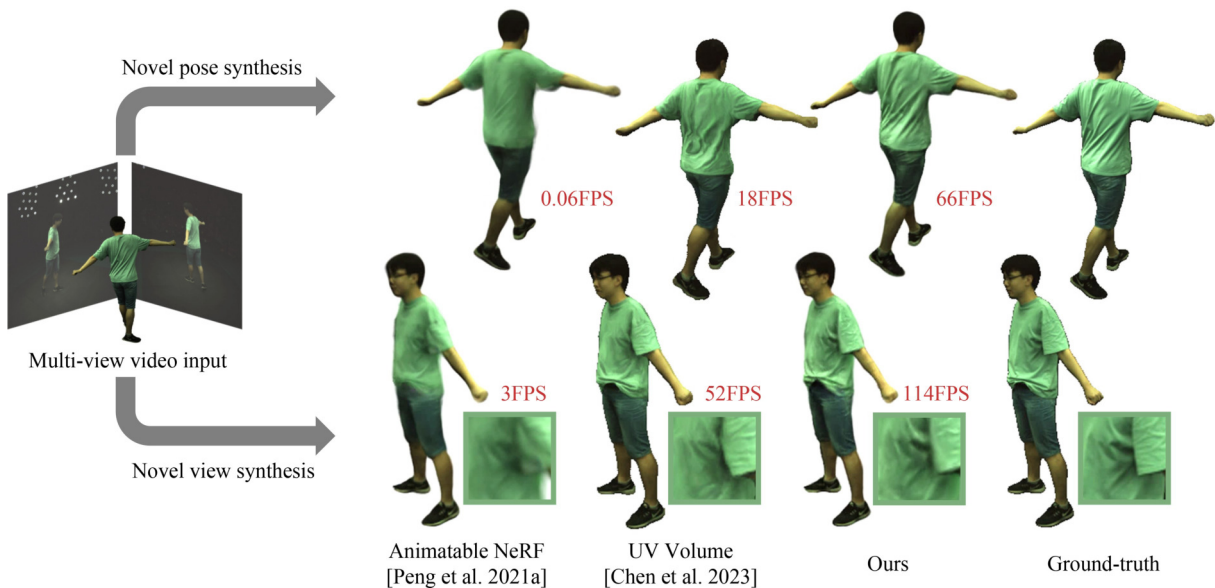 Novel pose synthesis
0.06FPS
18FPS
66FPS
Multi-view video input
3FPS
52FPS
114FPS
Novel view synthesis
Animatable NeRF
[Peng et al. 2021a]
UV Volume
[Chen et al. 2023]
Ours
Ground-truth